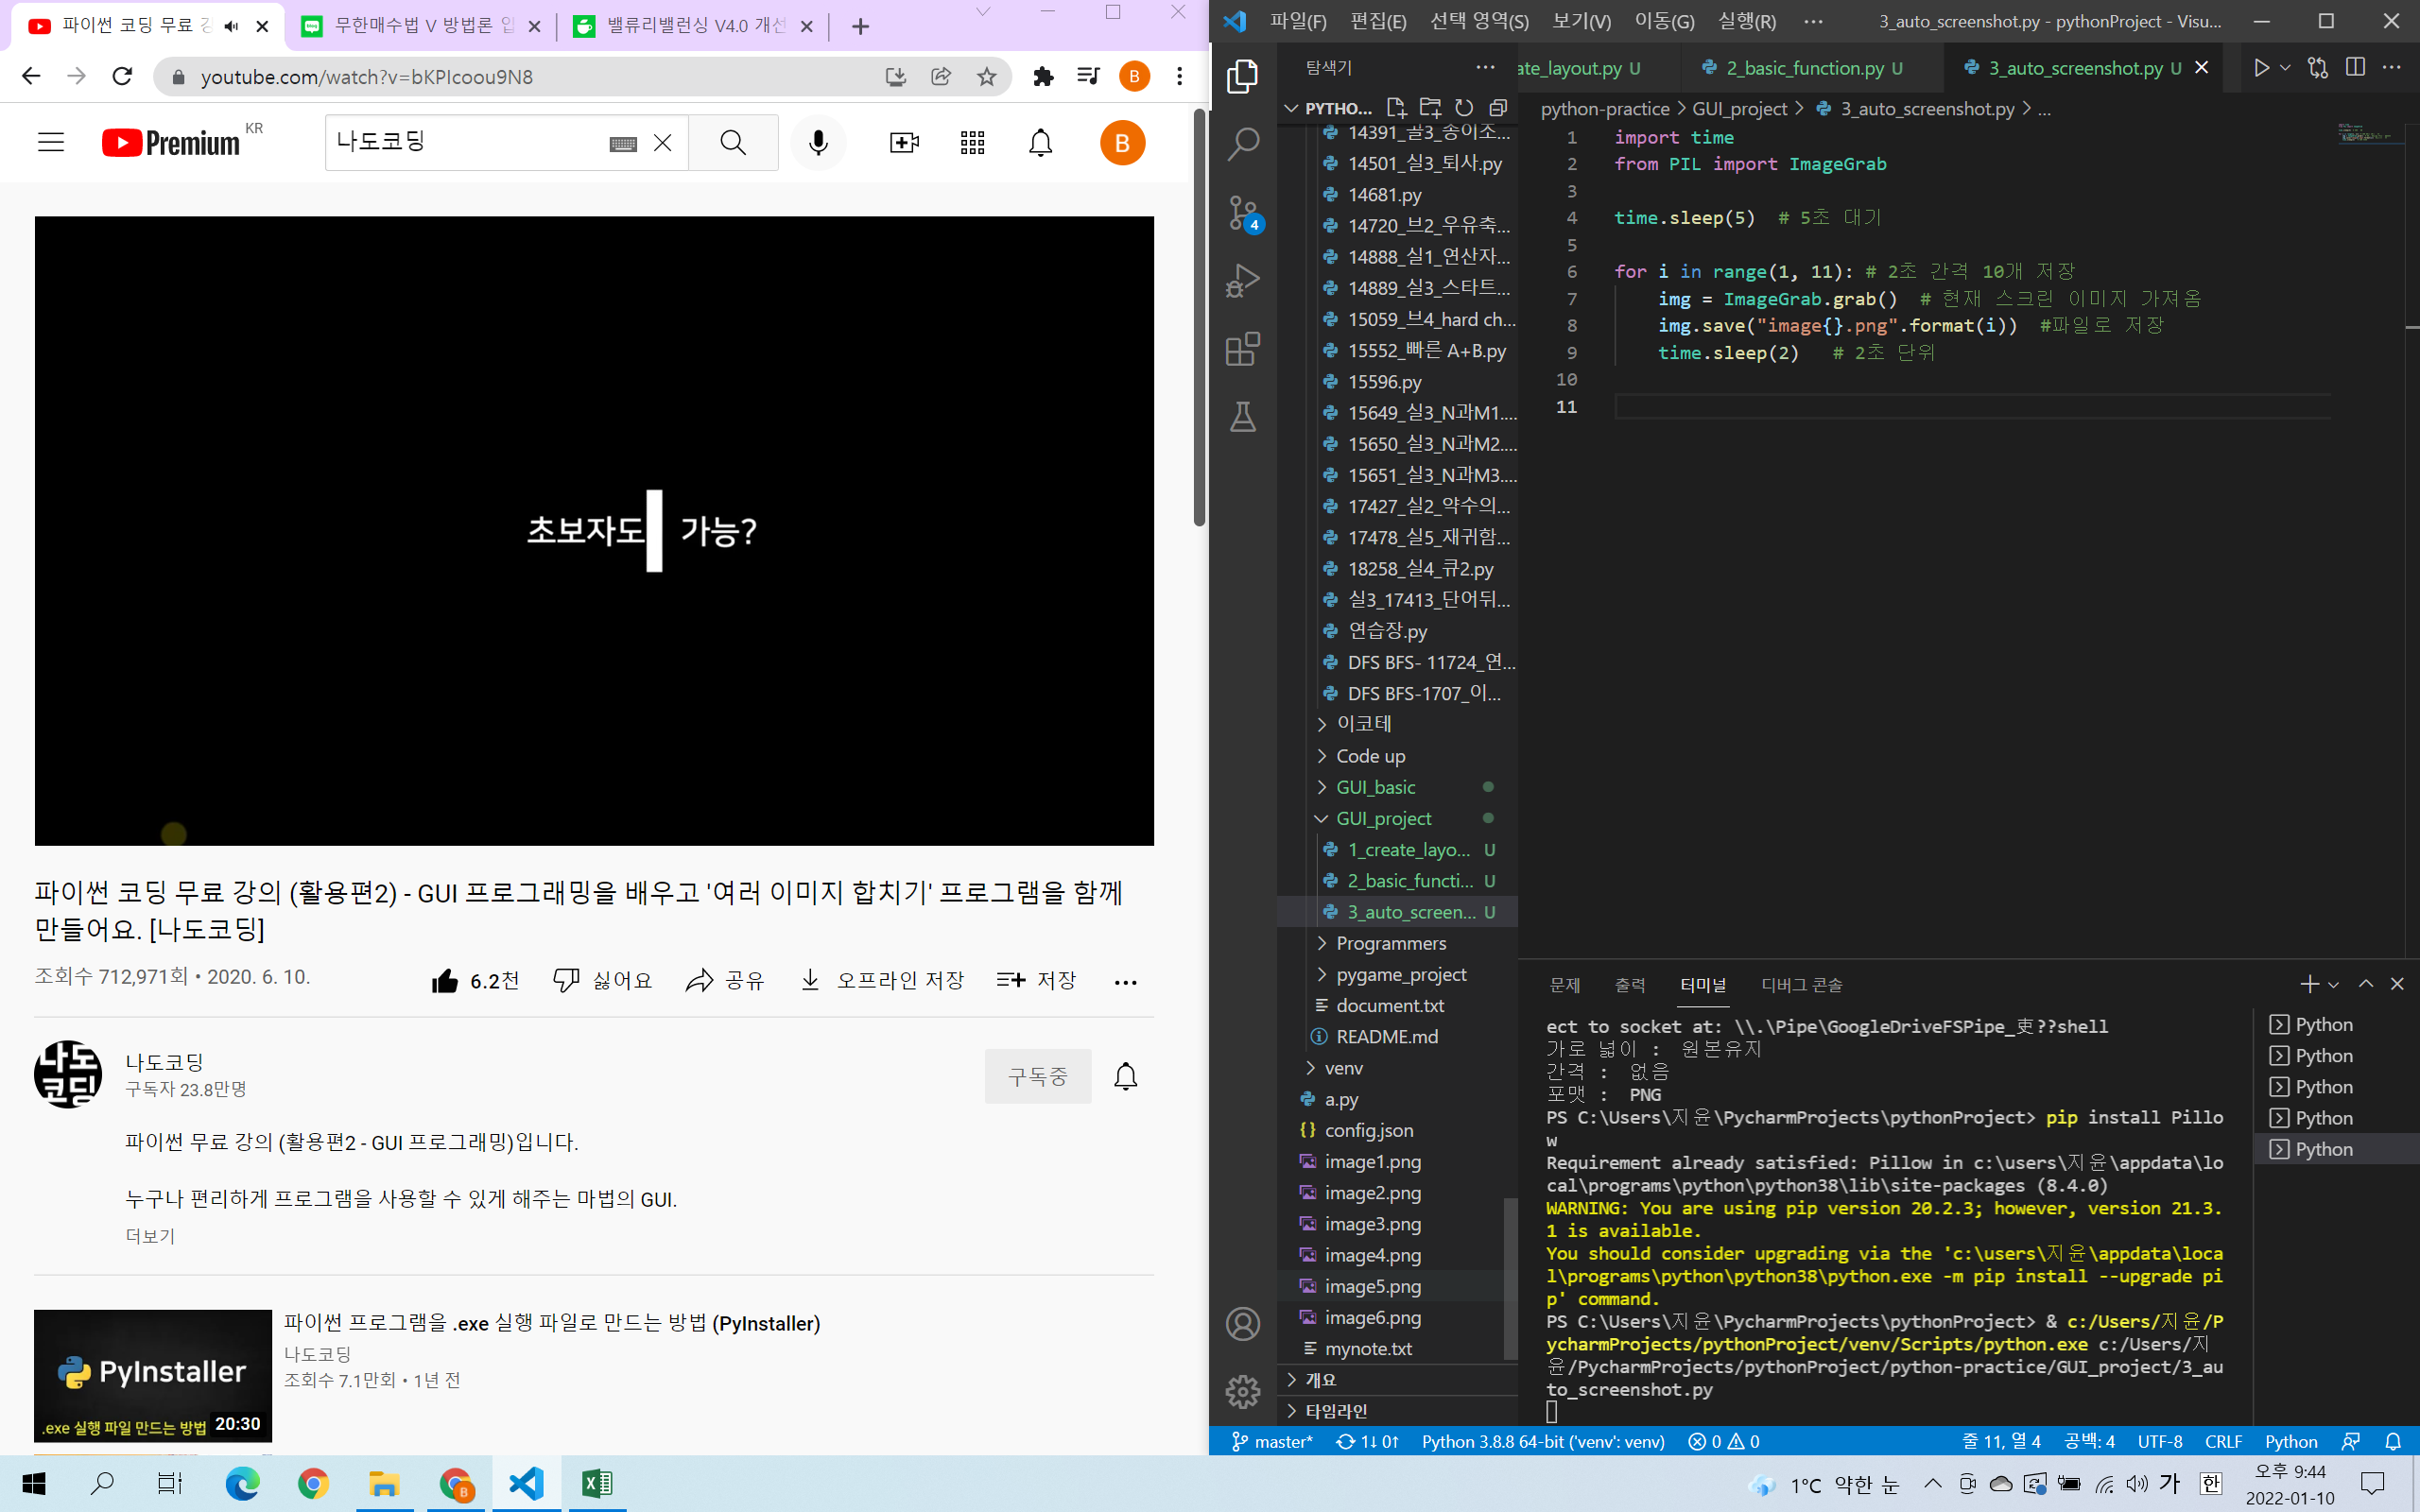 파이썬 코딩 무료 강
무한매수법 V 방법론 입
밸류리밸런싱 V4.0 개선
youtube.com/watch?v=bKPIcoou9N8
B
Premium KR
나도코딩
B
초보자도 가능?
파이썬 코딩 무료 강의 (활용편2) - GUI 프로그래밍을 배우고 '여러 이미지 합치기' 프로그램을 함께
만들어요. [나도코딩]
조회수 712,971회 • 2020. 6. 10.
6.2천 싫어요 공유 오프라인 저장 저장
나도
코딩
나도코딩
구독자 23.8만명
구독중
파이썬 무료 강의 (활용편2 - GUI 프로그래밍)입니다.
누구나 편리하게 프로그램을 사용할 수 있게 해주는 마법의 GUI.
더보기
PyInstaller
.exe 실행 파일 만드는 방법 20:30
파이썬 프로그램을 .exe 실행 파일로 만드는 방법 (PyInstaller)
나도코딩
조회수 7.1만회 • 1년 전
파일(F) 편집(E) 선택 영역(S) 보기(V) 이동(G) 실행(R) ··· 3_auto_screenshot.py - pythonProject - Visu...
탐색기
PYTHO...
4
14391_골3_종이조...
14501_실3_퇴사.py
14681.py
14720_브2_우유축...
14888_실1_연산자...
14889_실3_스타트...
15059_브4_hard ch...
15552_빠른 A+B.py
15596.py
15649_실3_N과M1....
15650_실3_N과M2....
15651_실3_N과M3....
17427_실2_약수의...
17478_실5_재귀함...
18258_실4_큐2.py
실3_17413_단어뒤...
연습장.py
DFS BFS- 11724_연...
DFS BFS-1707_이...
이코테
Code up
GUI_basic
GUI_project
1_create_layo... U
2_basic_functi... U
3_auto_screen... U
Programmers
pygame_project
document.txt
README.md
venv
a.py
config.json
image1.png
image2.png
image3.png
image4.png
image5.png
image6.png
mynote.txt
개요
타임라인
ate_layout.py U 2_basic_function.py U 3_auto_screenshot.py U
python-practice > GUI_project > 3_auto_screenshot.py > ...
1 import time
2 from PIL import ImageGrab
3
4 time.sleep(5)  # 5초 대기
5
6 for i in range(1, 11): # 2초 간격 10개 저장
7     img = ImageGrab.grab()  # 현재 스크린 이미지 가져옴
8     img.save("image{}.png".format(i))  #파일로 저장
9     time.sleep(2)   # 2초 단위
10
11
문제 출력 터미널 디버그 콘솔
ect to socket at: \\.\Pipe\GoogleDriveFSPipe_吏??shell
가로 넓이 :  원본유지
간격 :  없음
포맷 :  PNG
PS C:\Users\지윤\PycharmProjects\pythonProject> pip install Pillo
w
Requirement already satisfied: Pillow in c:\users\지윤\appdata\lo
cal\programs\python\python38\lib\site-packages (8.4.0)
WARNING: You are using pip version 20.2.3; however, version 21.3.
1 is available.
You should consider upgrading via the 'c:\users\지윤\appdata\loca
l\programs\python\python38\python.exe -m pip install --upgrade pi
p' command.
PS C:\Users\지윤\PycharmProjects\pythonProject> & c:/Users/지윤/P
ycharmProjects/pythonProject/venv/Scripts/python.exe c:/Users/지
윤/PycharmProjects/pythonProject/python-practice/GUI_project/3_au
to_screenshot.py
Python
Python
Python
Python
Python
master* 1↓ 0↑ Python 3.8.8 64-bit ('venv': venv) 0 0 줄 11, 열 4 공백: 4 UTF-8 CRLF Python
1°C 약한 눈 가 한 오후 9:44
2022-01-10